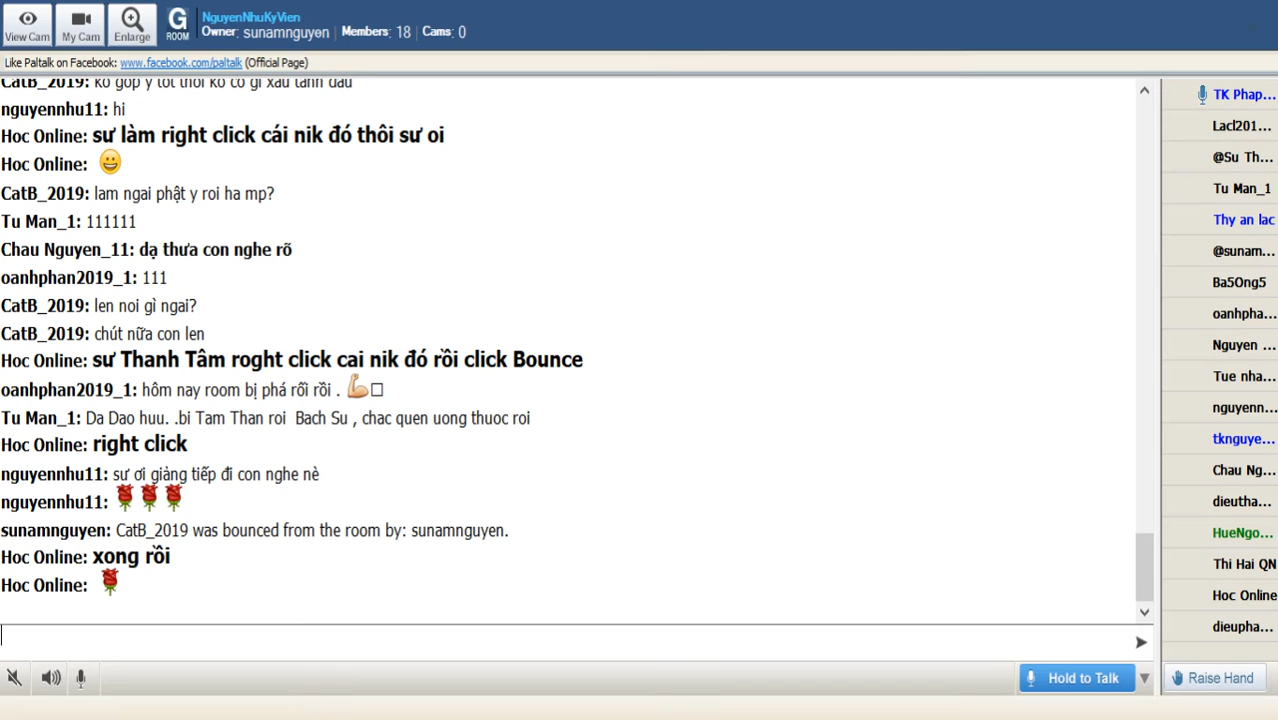 View Cam
My Cam
Enlarge
G
ROOM
NguyenNhuKyVien
Owner: sunamnguyen | Members: 18 | Cams: 0
Like Paltalk on Facebook: www.facebook.com/paltalk (Official Page)
CatB_2019:
nguyennhu11: hi
Hoc Online: sư làm right click cái nik đó thôi sư oi
Hoc Online: 😀
CatB_2019: lam ngai phật y roi ha mp?
Tu Man_1: 111111
Chau Nguyen_11: dạ thưa con nghe rõ
oanhphan2019_1: 111
CatB_2019: len noi gì ngai?
CatB_2019: chút nữa con len
Hoc Online: sư Thanh Tâm roght click cai nik đó rồi click Bounce
oanhphan2019_1: hôm nay room bị phá rối rồi . 💪□
Tu Man_1: Da Dao huu. .bi Tam Than roi Bach Su , chac quen uong thuoc roi
Hoc Online: right click
nguyennhu11: sư ơi giảng tiếp đi con nghe nè
nguyennhu11: 🌹🌹🌹
sunamnguyen: CatB_2019 was bounced from the room by: sunamnguyen.
Hoc Online: xong rồi
Hoc Online: 🌹
TK Phap...
Lacl201...
@Su Th...
Tu Man_1
Thy an lac
@sunam...
Ba5Ong5
oanhpha...
Nguyen ...
Tue nha...
nguyenn...
tknguye...
Chau Ng...
dieutha...
HueNgo...
Thi Hai QN
Hoc Online
dieupha...
Hold to Talk
Raise Hand